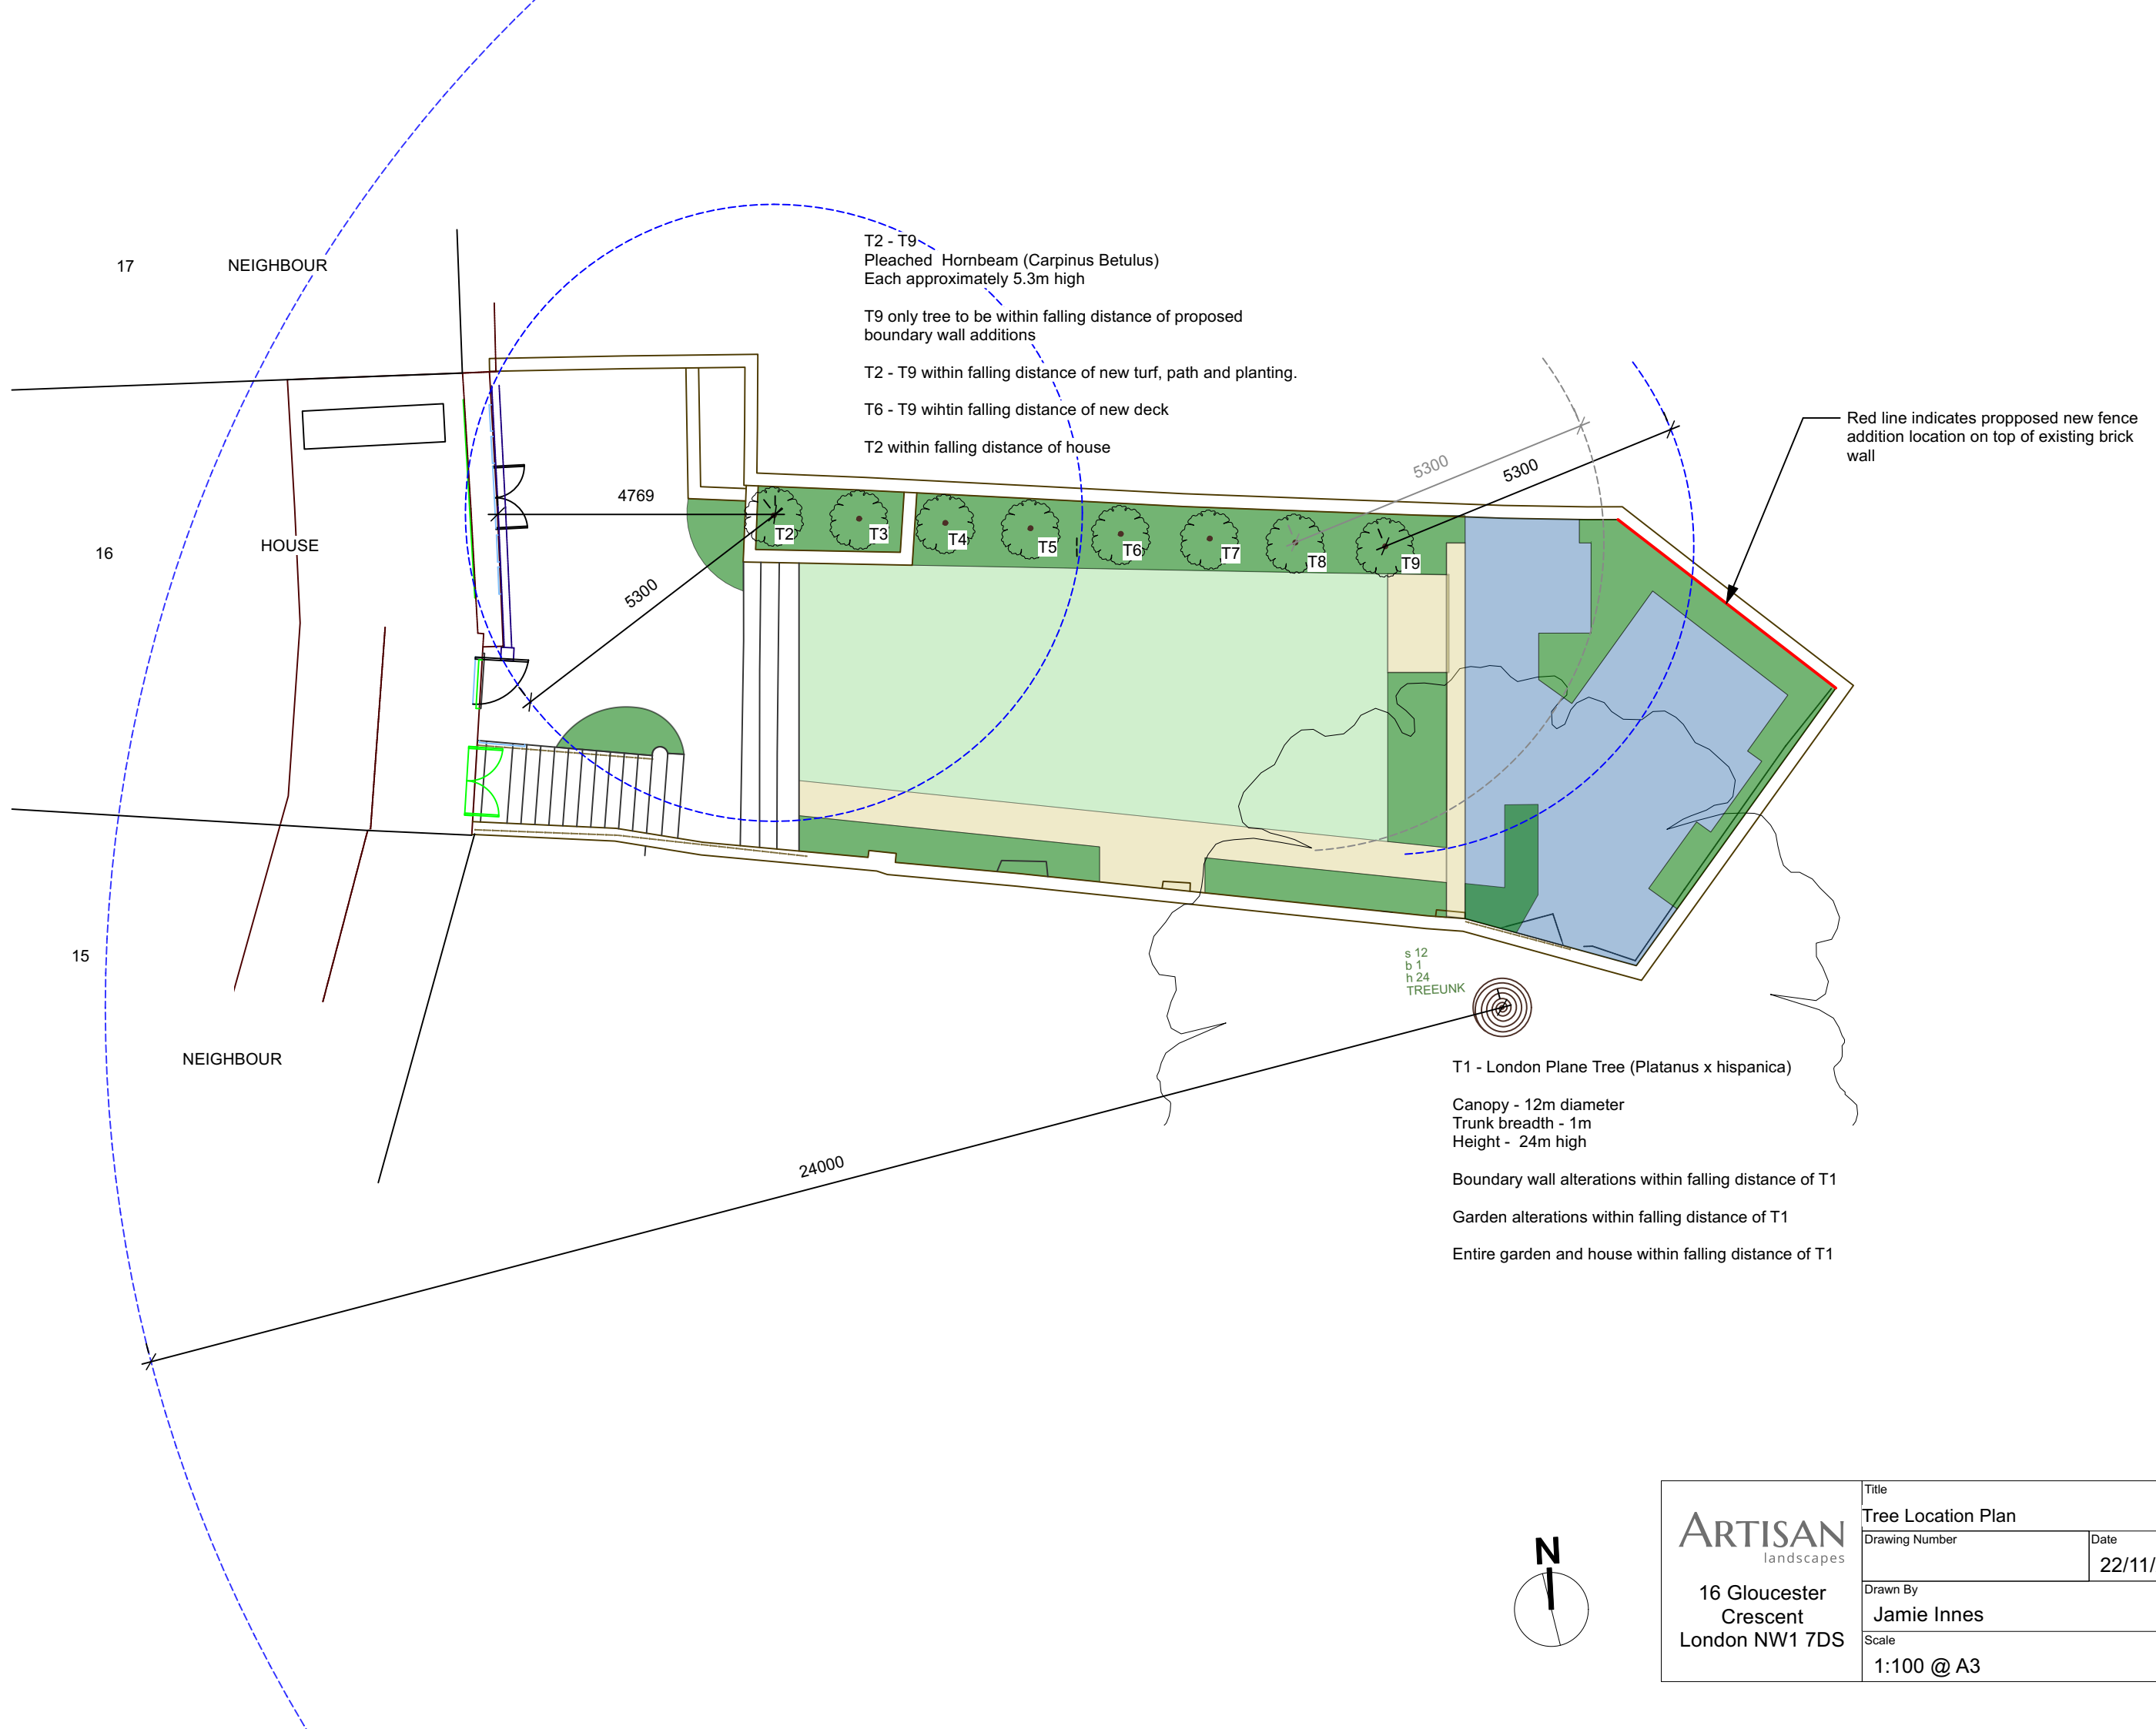 17
NEIGHBOUR
T2 - T9
Pleached Hornbeam (Carpinus Betulus)
Each approximately 5.3m high
T9 only tree to be within falling distance of proposed
boundary wall additions
T2 - T9 within falling distance of new turf, path and planting.
T6 - T9 wihtin falling distance of new deck
T2 within falling distance of house
Red line indicates propposed new fence
addition location on top of existing brick
wall
5300
5300
4769
16
HOUSE
T2
T3
T4
T5
T6
T7
T8
T9
5300
15
NEIGHBOUR
s 12
b 1
h 24
TREEUNK
T1 - London Plane Tree (Platanus x hispanica)
Canopy - 12m diameter
Trunk breadth - 1m
Height - 24m high
Boundary wall alterations within falling distance of T1
Garden alterations within falling distance of T1
Entire garden and house within falling distance of T1
24000
N
ARTISAN
landscapes
16 Gloucester
Crescent
London NW1 7DS
Title
Tree Location Plan
Drawing Number
Date
22/11/
Drawn By
Jamie Innes
Scale
1:100 @ A3